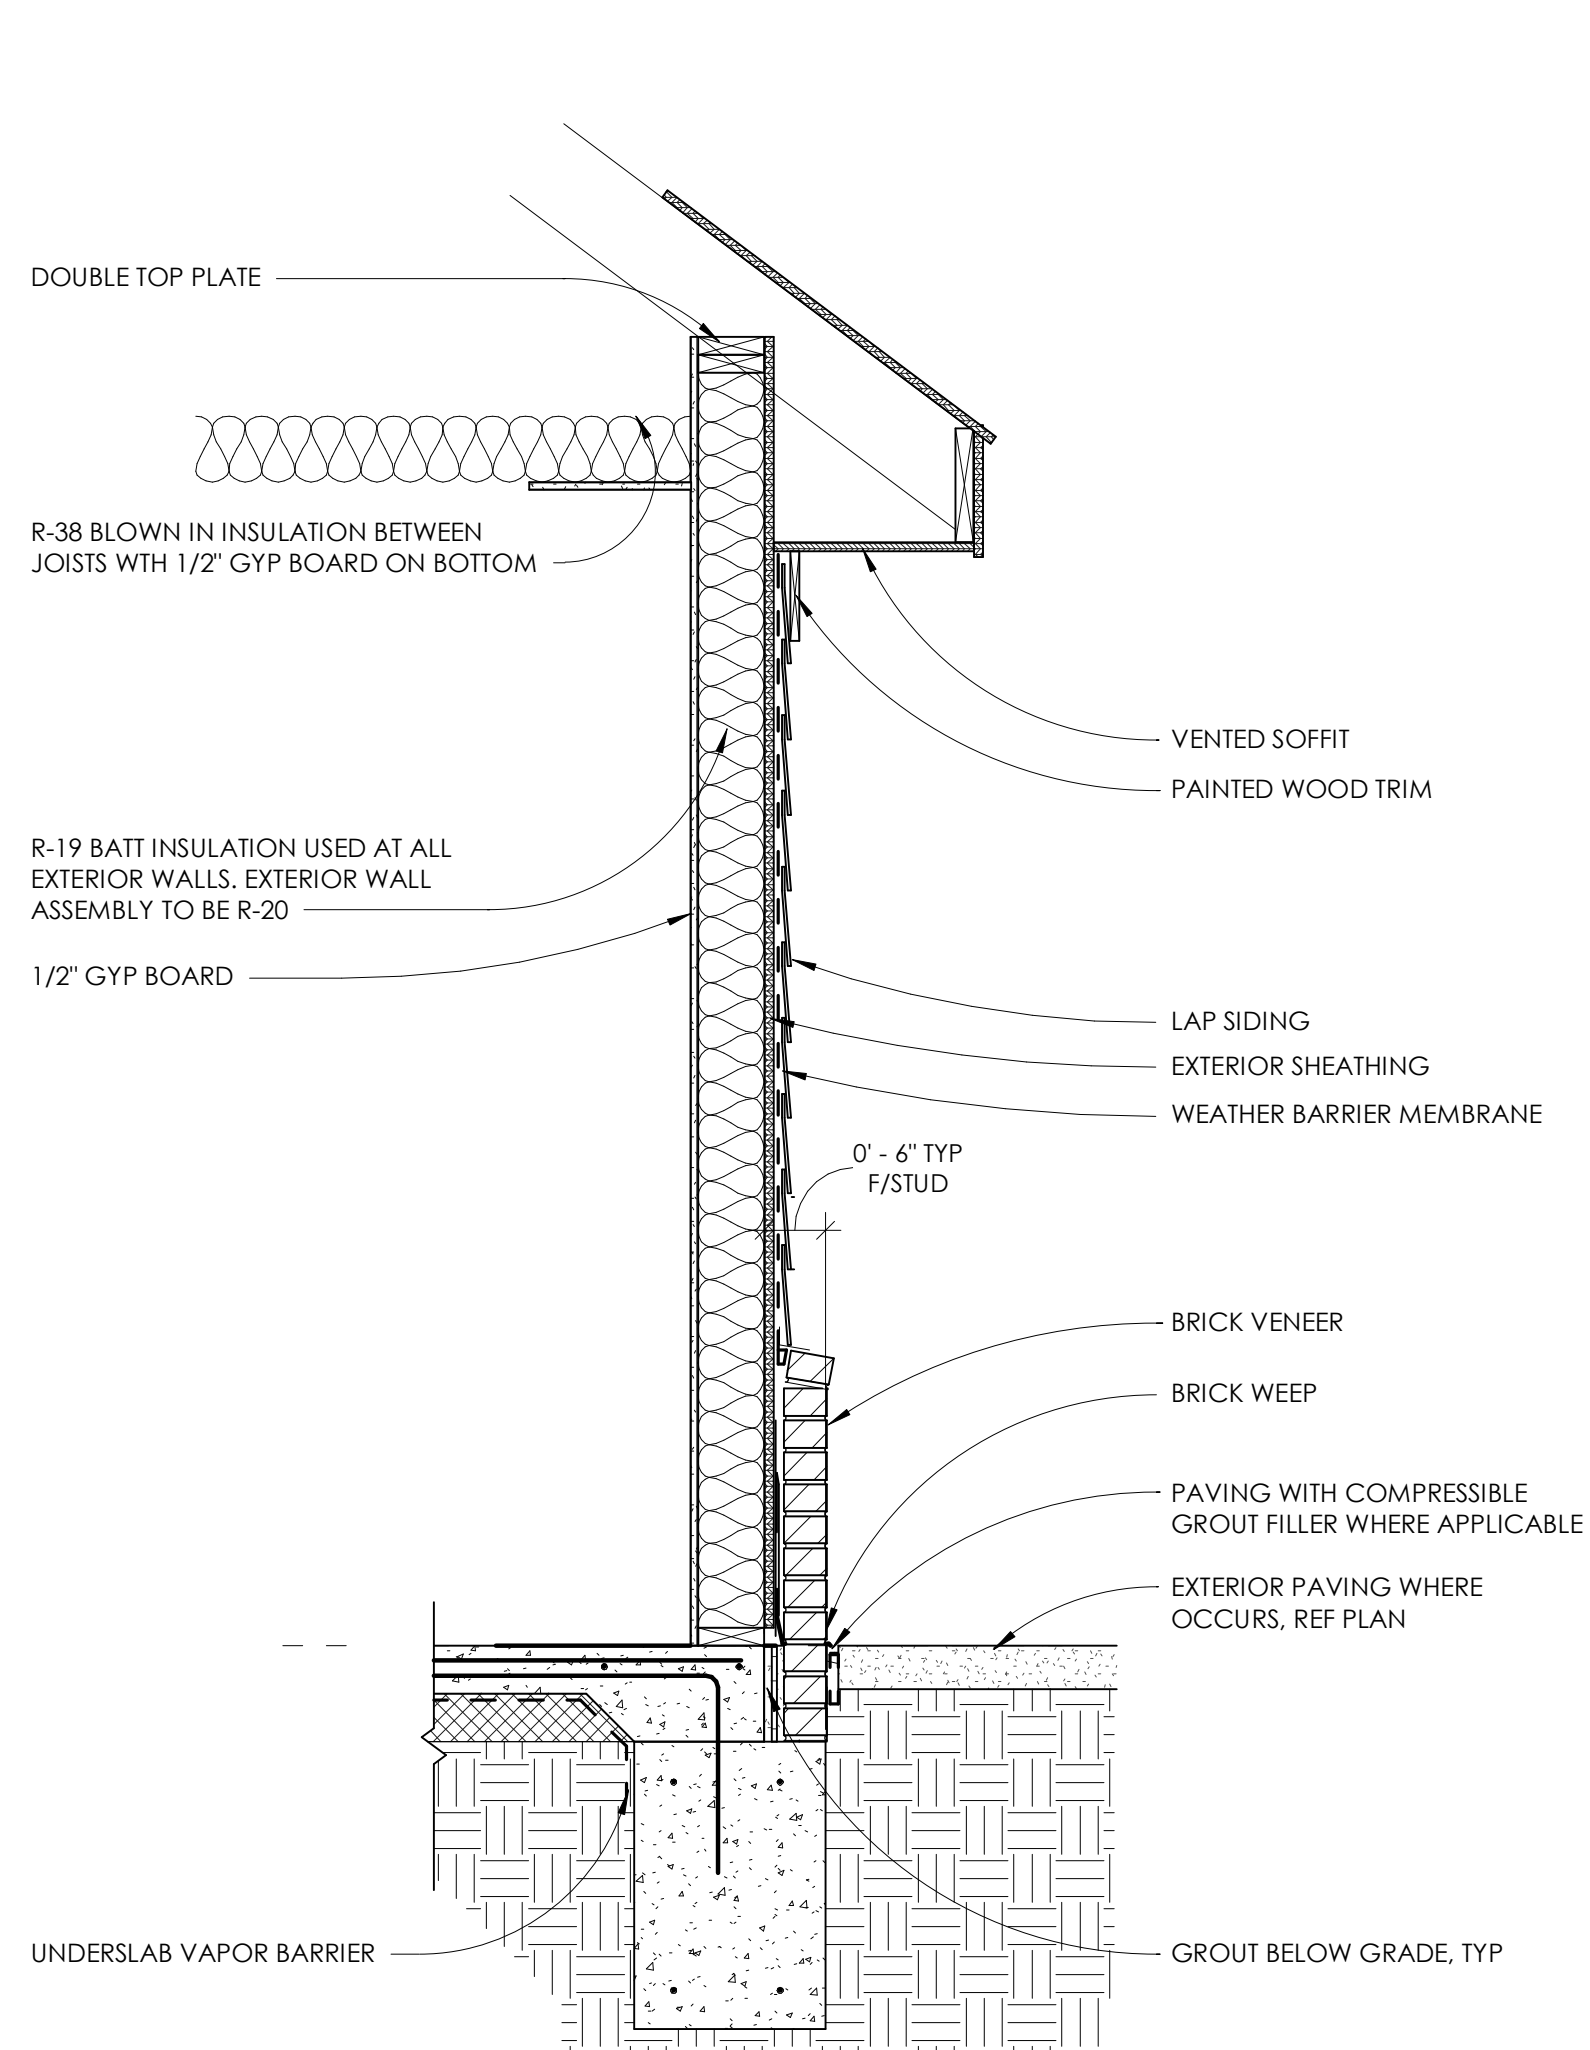 DOUBLE TOP PLATE
R-38 BLOWN IN INSULATION BETWEEN
JOISTS WTH 1/2" GYP BOARD ON BOTTOM
VENTED SOFFIT
PAINTED WOOD TRIM
R-19 BATT INSULATION USED AT ALL
EXTERIOR WALLS. EXTERIOR WALL
ASSEMBLY TO BE R-20
1/2" GYP BOARD
LAP SIDING
EXTERIOR SHEATHING
WEATHER BARRIER MEMBRANE
0' - 6" TYP
F/STUD
BRICK VENEER
BRICK WEEP
PAVING WITH COMPRESSIBLE
GROUT FILLER WHERE APPLICABLE
EXTERIOR PAVING WHERE
OCCURS, REF PLAN
UNDERSLAB VAPOR BARRIER
GROUT BELOW GRADE, TYP